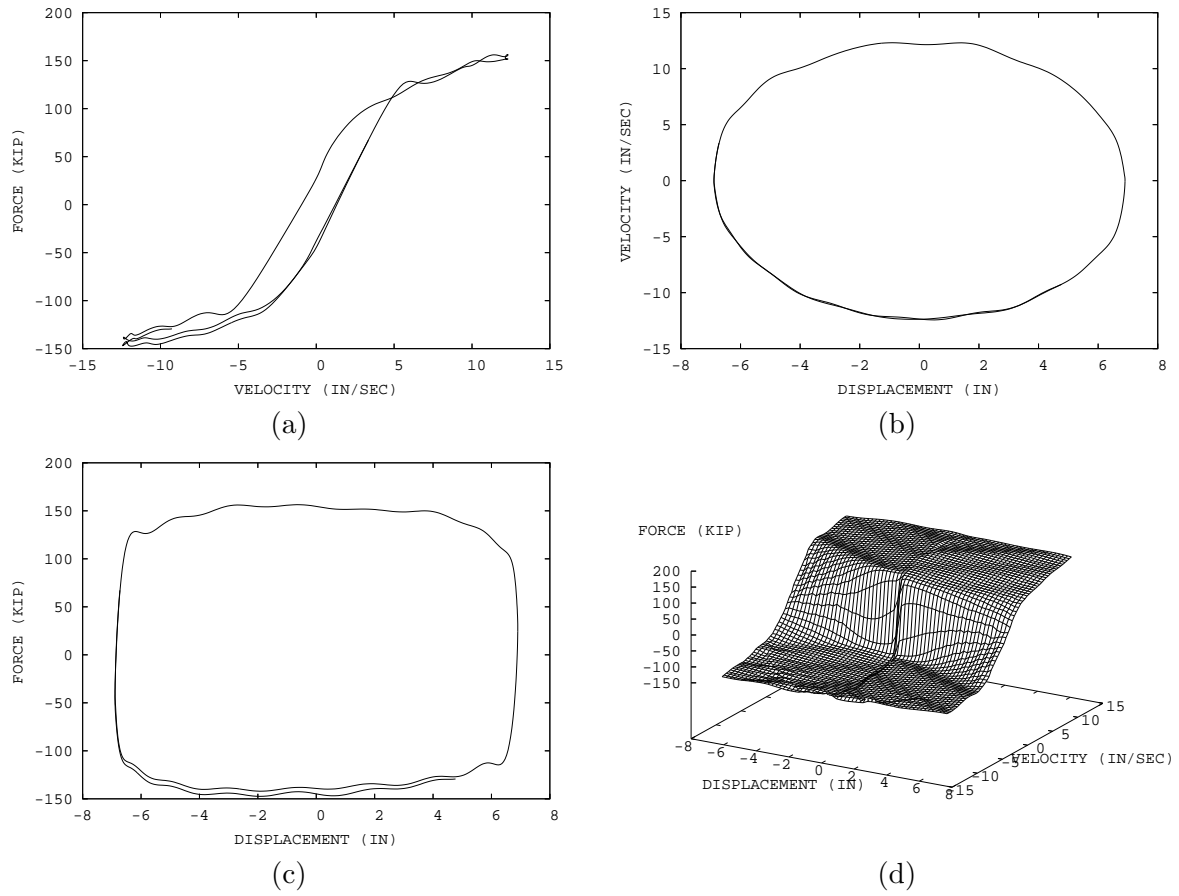 200
150
100
50
0
-50
-100
-150
FORCE (KIP)
-15 -10 -5 0 5 10 15
VELOCITY (IN/SEC)
(a)
15
10
5
0
-5
-10
-15
VELOCITY (IN/SEC)
-8 -6 -4 -2 0 2 4 6 8
DISPLACEMENT (IN)
(b)
200
150
100
50
0
-50
-100
-150
FORCE (KIP)
-8 -6 -4 -2 0 2 4 6 8
DISPLACEMENT (IN)
(c)
FORCE (KIP)
200
150
100
50
0
-50
-100
-150
-8 -6 -4 -2 0 2 4 6 8
DISPLACEMENT (IN)
-15 -10 -5 0 5 10 15
VELOCITY (IN/SEC)
(d)